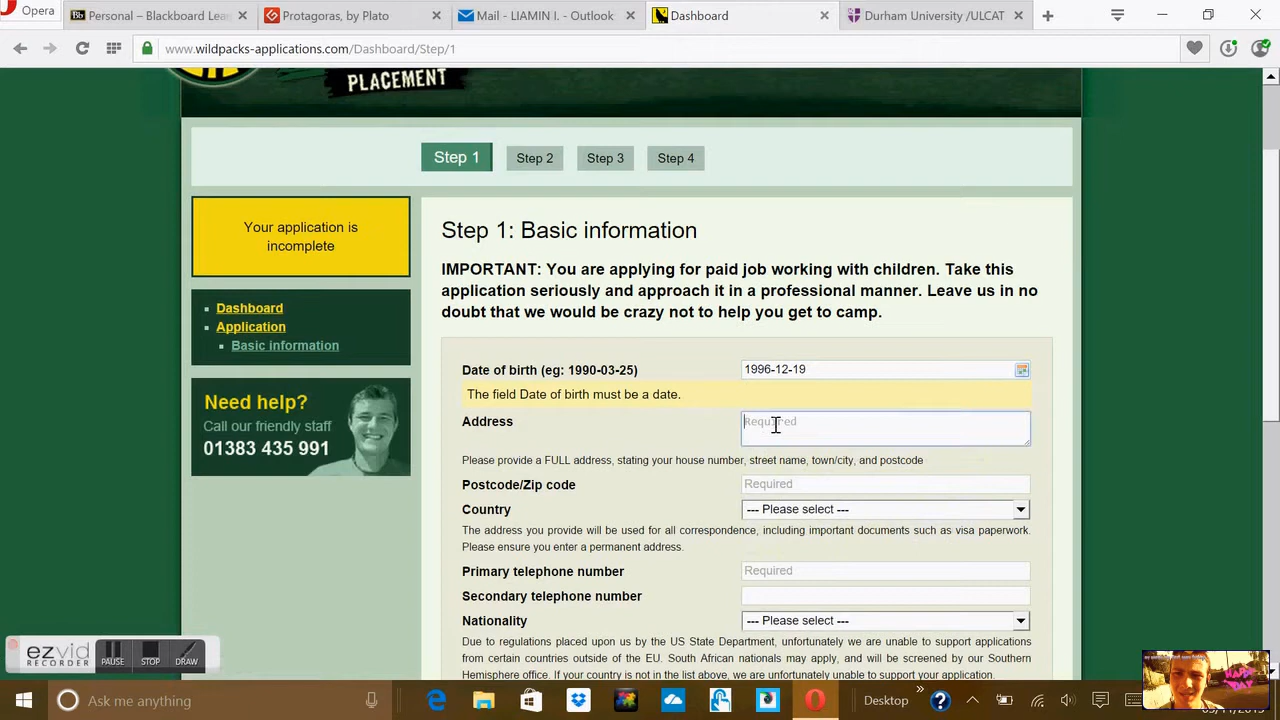 Opera
Personal – Blackboard Lea
Protagoras, by Plato
Mail - LIAMIN I. - Outlook
Dashboard
Durham University (ULCAT
www.wildpacks-applications.com/Dashboard/Step/1
PLACEMENT
Step 1
Step 2
Step 3
Step 4
Your application is
incomplete
Dashboard
Application
Basic information
Need help?
Call our friendly staff
01383 435 991
Step 1: Basic information
IMPORTANT: You are applying for paid job working with children. Take this
application seriously and approach it in a professional manner. Leave us in no
doubt that we would be crazy not to help you get to camp.
Date of birth (eg: 1990-03-25)
1996-12-19
The field Date of birth must be a date.
Address
Required
Please provide a FULL address, stating your house number, street name, town/city, and postcode
Postcode/Zip code
Required
Country
--- Please select ---
The address you provide will be used for all correspondence, including important documents such as visa paperwork.
Please ensure you enter a permanent address.
Primary telephone number
Required
Secondary telephone number
Nationality
--- Please select ---
Due to regulations placed upon us by the US State Department, unfortunately we are unable to support applications
from certain countries outside of the EU. South African nationals may apply, and will be screened by our Southern
Hemisphere office. If your country is not in the list above, we are unfortunately unable to support your application.
ezvid
RECORDER
PAUSE
STOP
DRAW
Ask me anything
Desktop